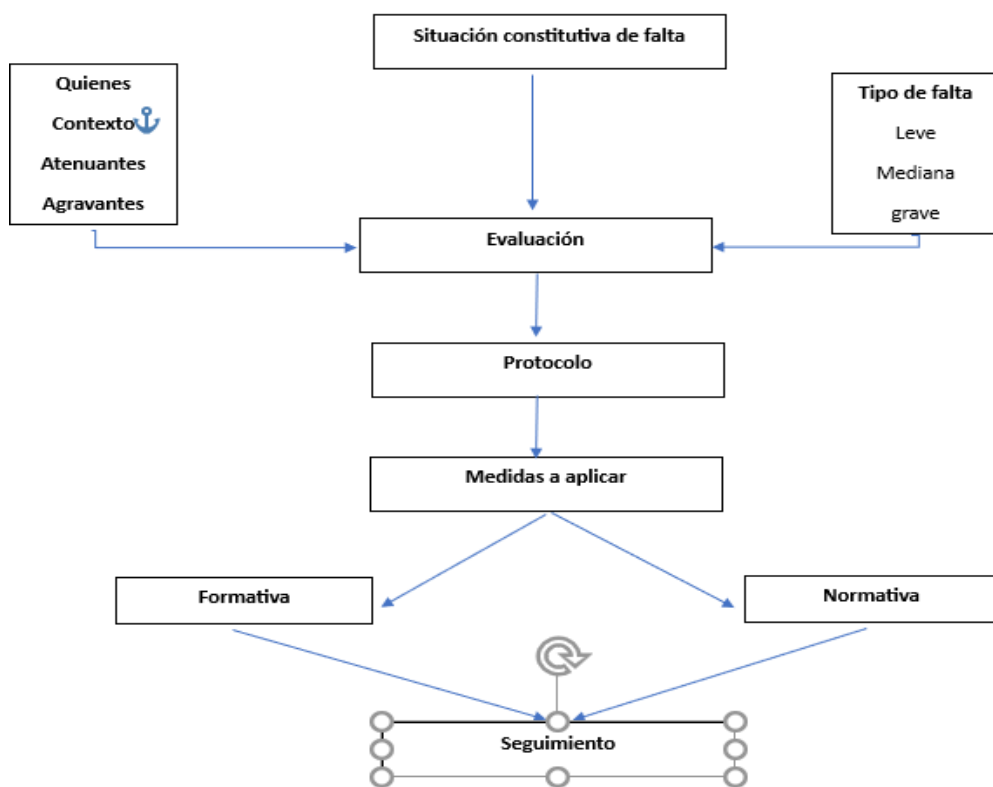 Situación constitutiva de falta
Quienes
Contexto
Atenuantes
Agravantes
Tipo de falta
Leve
Mediana
grave
Evaluación
Protocolo
Medidas a aplicar
Formativa
Normativa
Seguimiento